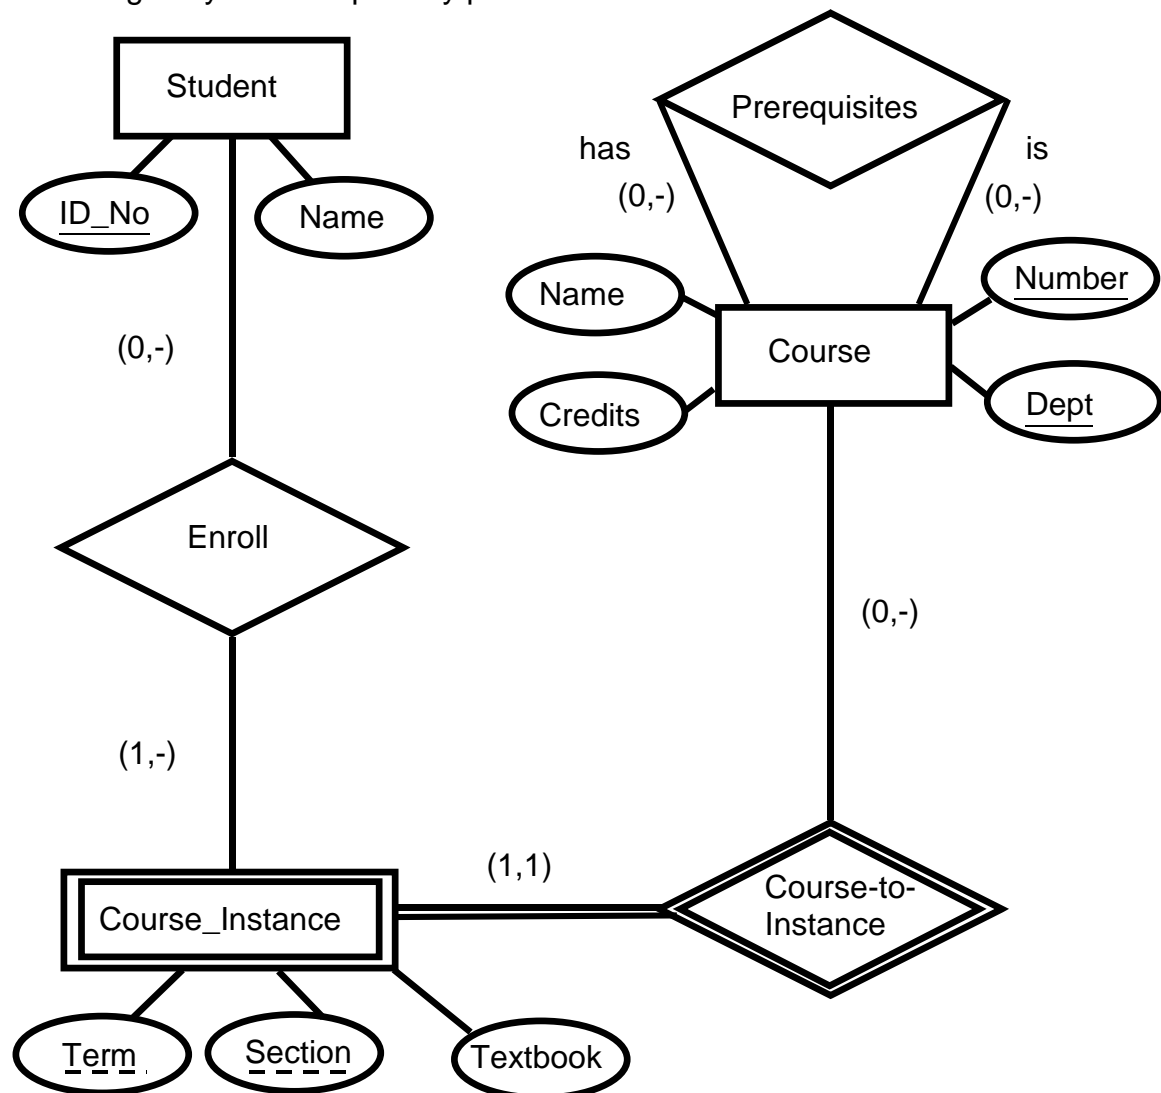 Student
Prerequisites
has
is
(0,-)
(0,-)
ID_No
Name
Name
Number
(0,-)
Course
Credits
Dept
Enroll
(0,-)
(1,-)
(1,1)
Course-to-
Instance
Course_Instance
Term
Section
Textbook